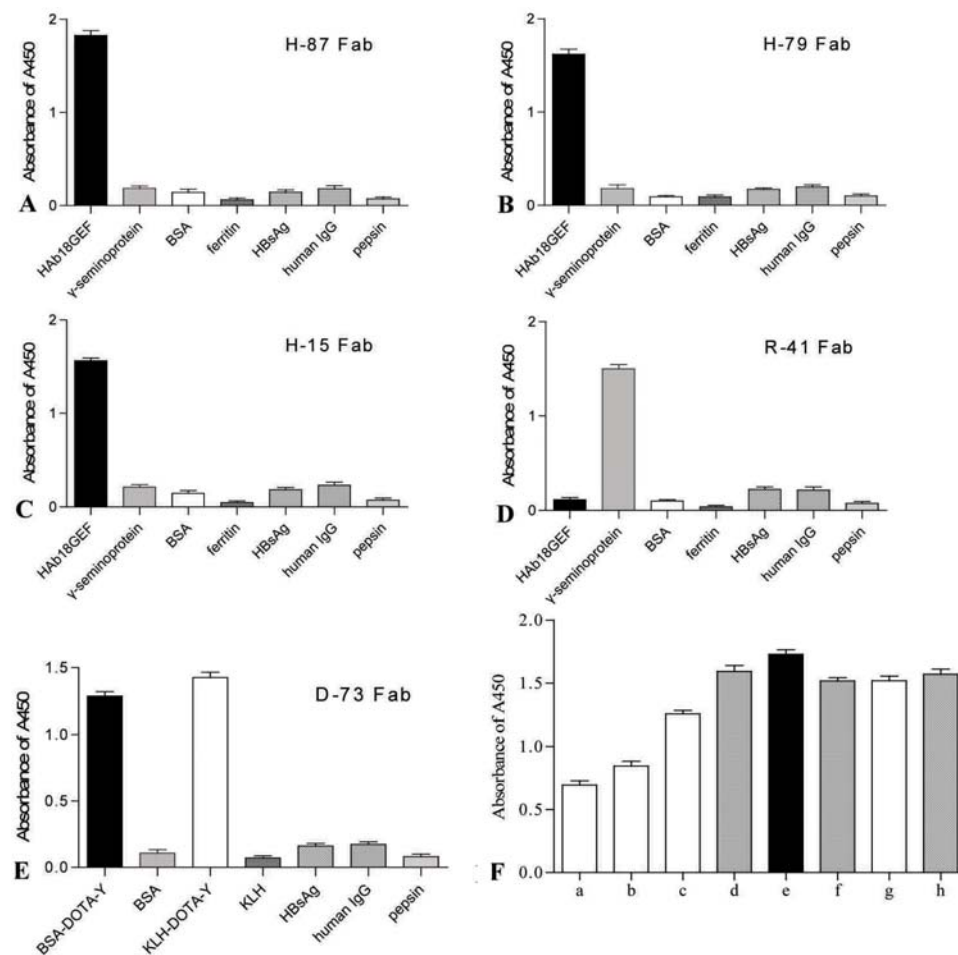 Absorbance of A450
2
1
0
H-87 Fab
A
HAb18GEF
γ-seminoprotein
BSA
ferritin
HBsAg
human IgG
pepsin
Absorbance of A450
2
1
0
H-79 Fab
B
HAb18GEF
γ-seminoprotein
BSA
ferritin
HBsAg
human IgG
pepsin
Absorbance of A450
2
1
0
H-15 Fab
C
HAb18GEF
γ-seminoprotein
BSA
ferritin
HBsAg
human IgG
pepsin
Absorbance of A450
2
1
0
R-41 Fab
D
HAb18GEF
γ-seminoprotein
BSA
ferritin
HBsAg
human IgG
pepsin
Absorbance of A450
1.5
1.0
0.5
0.0
D-73 Fab
E
BSA-DOTA-Y
BSA
KLH-DOTA-Y
KLH
HBsAg
human IgG
pepsin
Absorbance of A450
2.0
1.5
1.0
0.5
0.0
F
a b c d e f g h